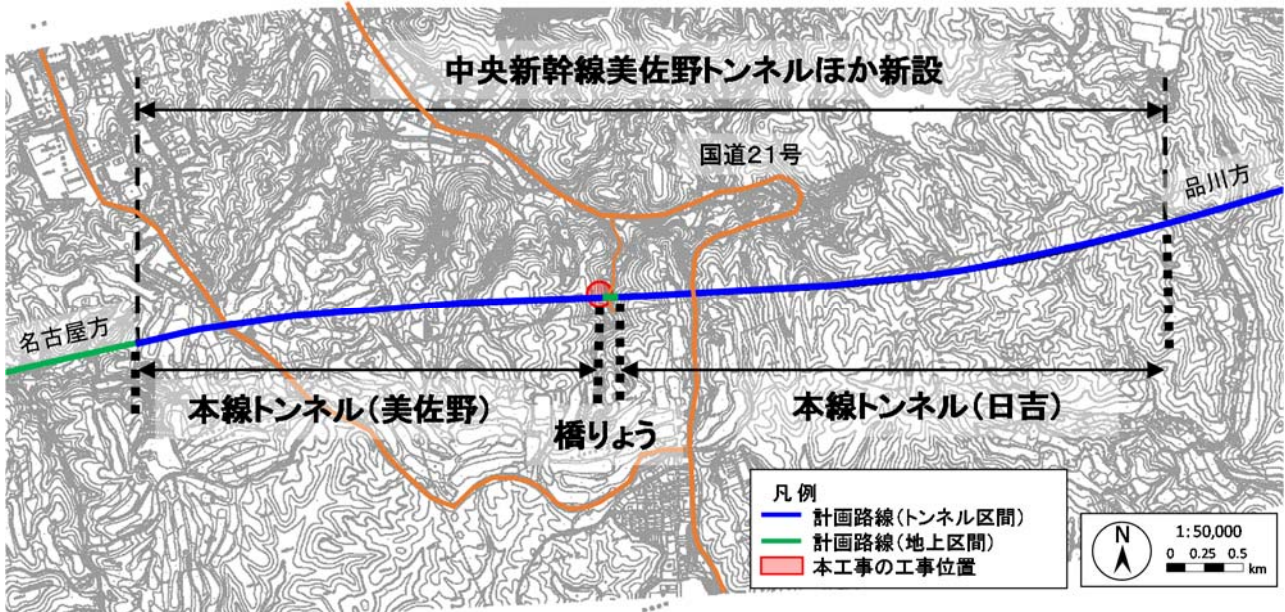 中央新幹線美佐野トンネルほか新設
国道21号
品川方
名古屋方
本線トンネル(美佐野)
橋りょう
本線トンネル(日吉)
凡 例
計画路線(トンネル区間)
計画路線(地上区間)
本工事の工事位置
N
1:50,000
0 0.25 0.5
km